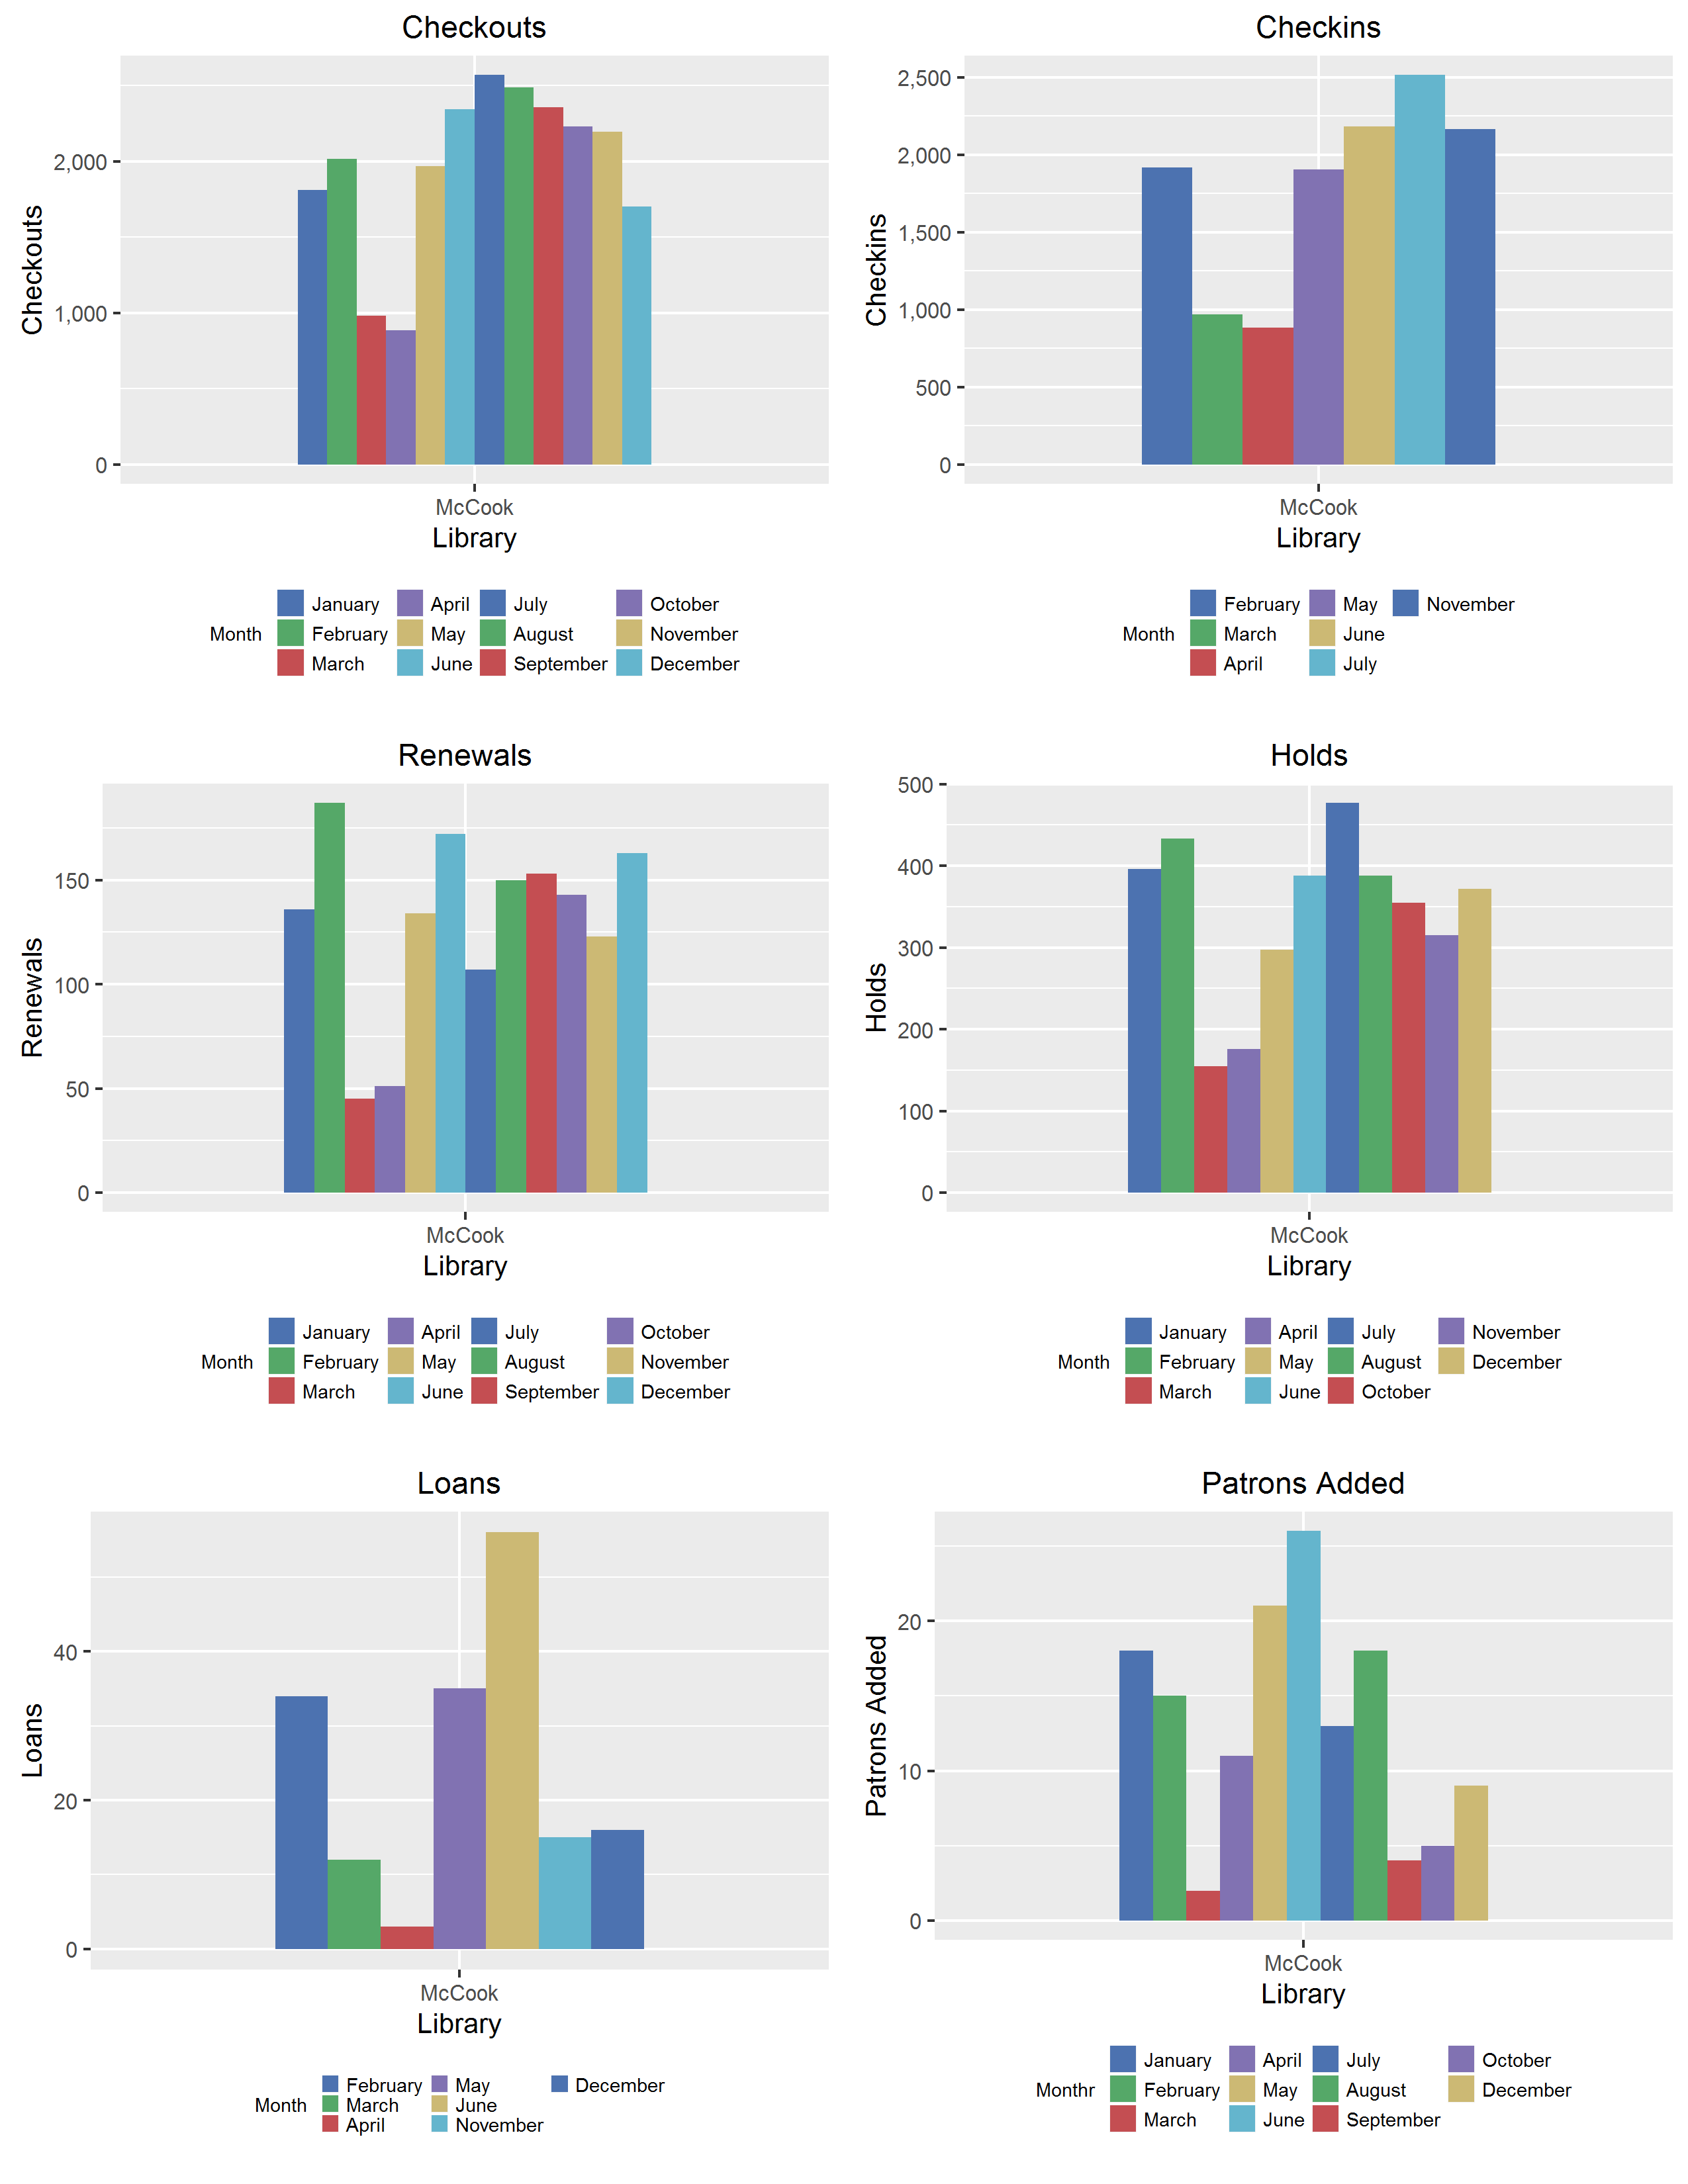 Checkouts
Checkouts
2,000
1,000
0
McCook
Library
Month
January April July October
February May August November
March June September December
Checkins
Checkins
2,500
2,000
1,500
1,000
500
0
McCook
Library
Month
February May November
March June
April July
Renewals
Renewals
150
100
50
0
McCook
Library
Month
January April July October
February May August November
March June September December
Holds
Holds
500
400
300
200
100
0
McCook
Library
Month
January April July November
February May August December
March June October
Loans
Loans
40
20
0
McCook
Library
Month
February May December
March June
April November
Patrons Added
Patrons Added
20
10
0
McCook
Library
Monthr
January April July October
February May August December
March June September